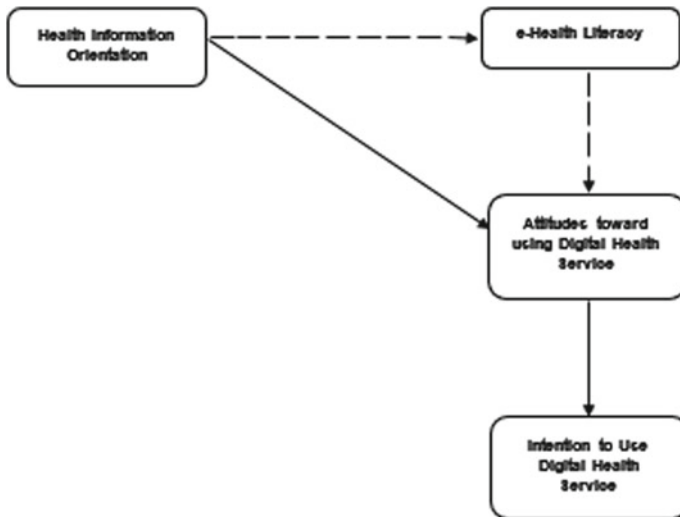 Health Information
Orientation
e-Health Literacy
Attitudes toward
using Digital Health
Service
Intention to Use
Digital Health
Service